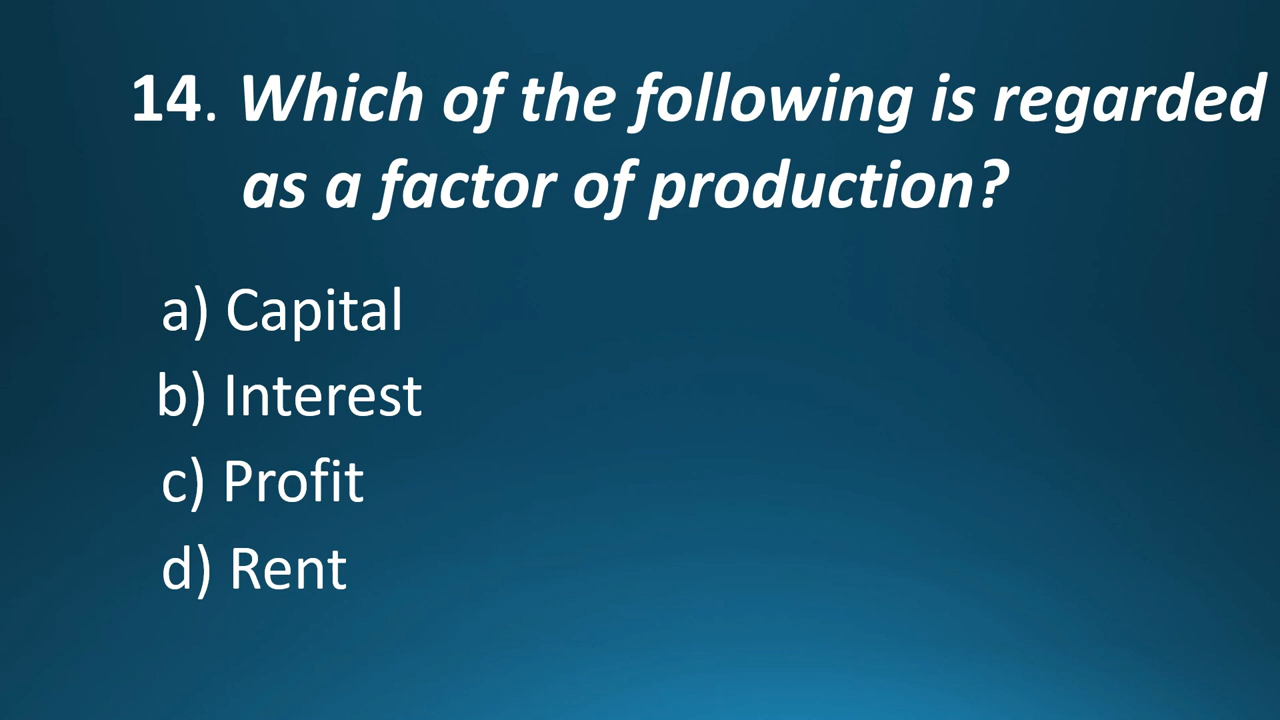 14. Which of the following is regarded
as a factor of production?
a) Capital
b) Interest
c) Profit
d) Rent